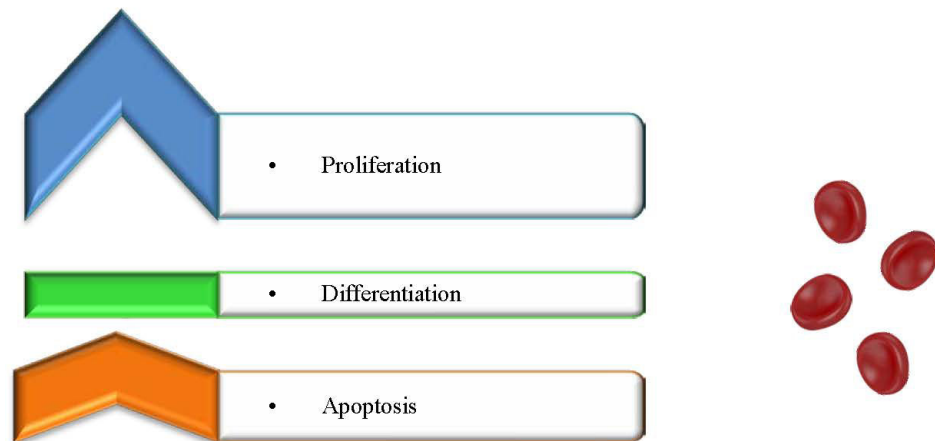 • Proliferation
• Differentiation
• Apoptosis